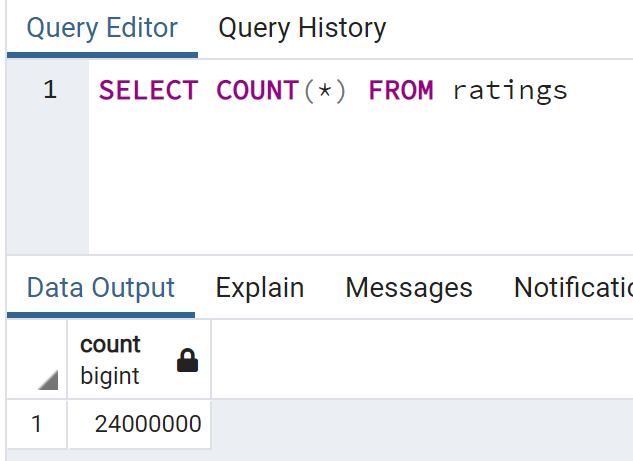 Query Editor Query History
1 SELECT COUNT(*) FROM ratings
Data Output Explain Messages Notificatio
count
bigint
1 24000000